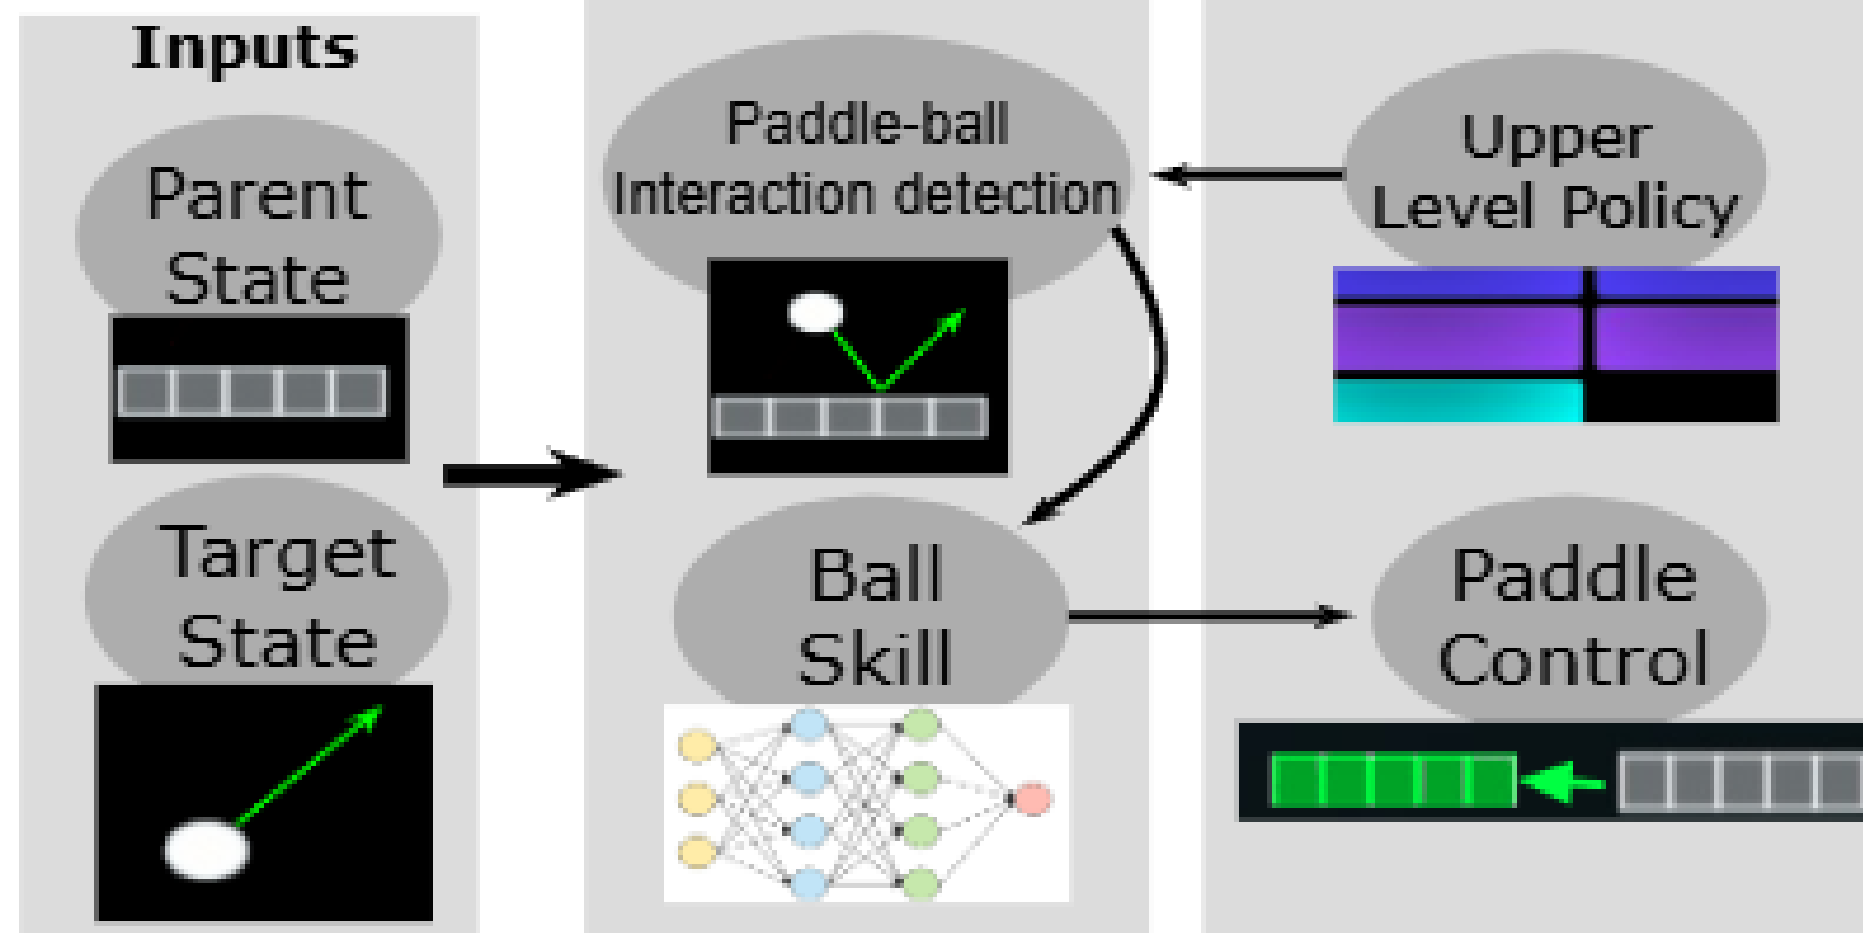 Inputs
Parent
State
Target
State
Paddle-ball
Interaction detection
Ball
Skill
Upper
Level Policy
Paddle
Control